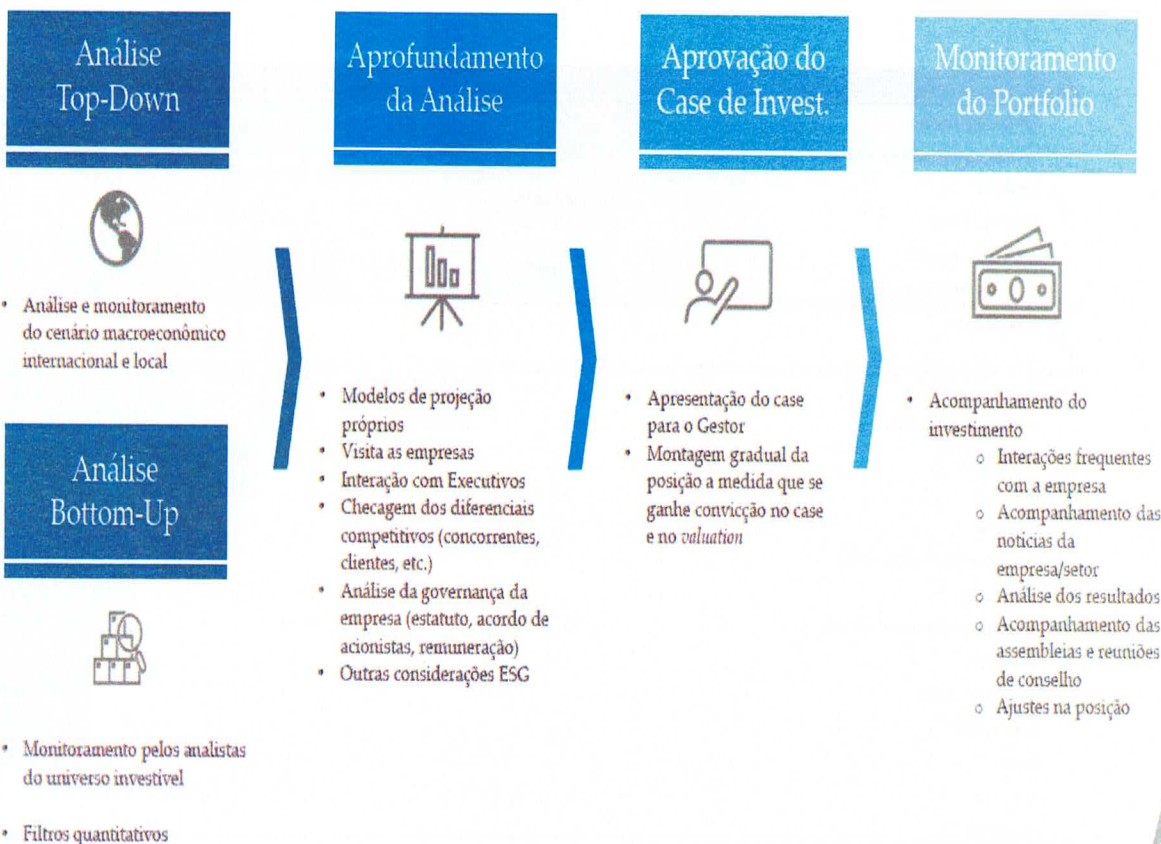 Análise
Top-Down
• Análise e monitoramento
do cenário macroeconômico
internacional e local
Análise
Bottom-Up
• Monitoramento pelos analistas
do universo investível
• Filtros quantitativos
Aprofundamento
da Análise
• Modelos de projeção
próprios
• Visita as empresas
• Interação com Executivos
• Checagem dos diferenciais
competitivos (concorrentes,
clientes, etc.)
• Análise da governança da
empresa (estatuto, acordo de
acionistas, remuneração)
• Outras considerações ESG
Aprovação do
Case de Invest.
• Apresentação do case
para o Gestor
• Montagem gradual da
posição a medida que se
ganhe convicção no case
e no valuation
Monitoramento
do Portfolio
• Acompanhamento do
investimento
o Interações frequentes
com a empresa
o Acompanhamento das
noticias da
empresa/setor
o Análise dos resultados
o Acompanhamento das
assembleias e reuniões
de conselho
o Ajustes na posição